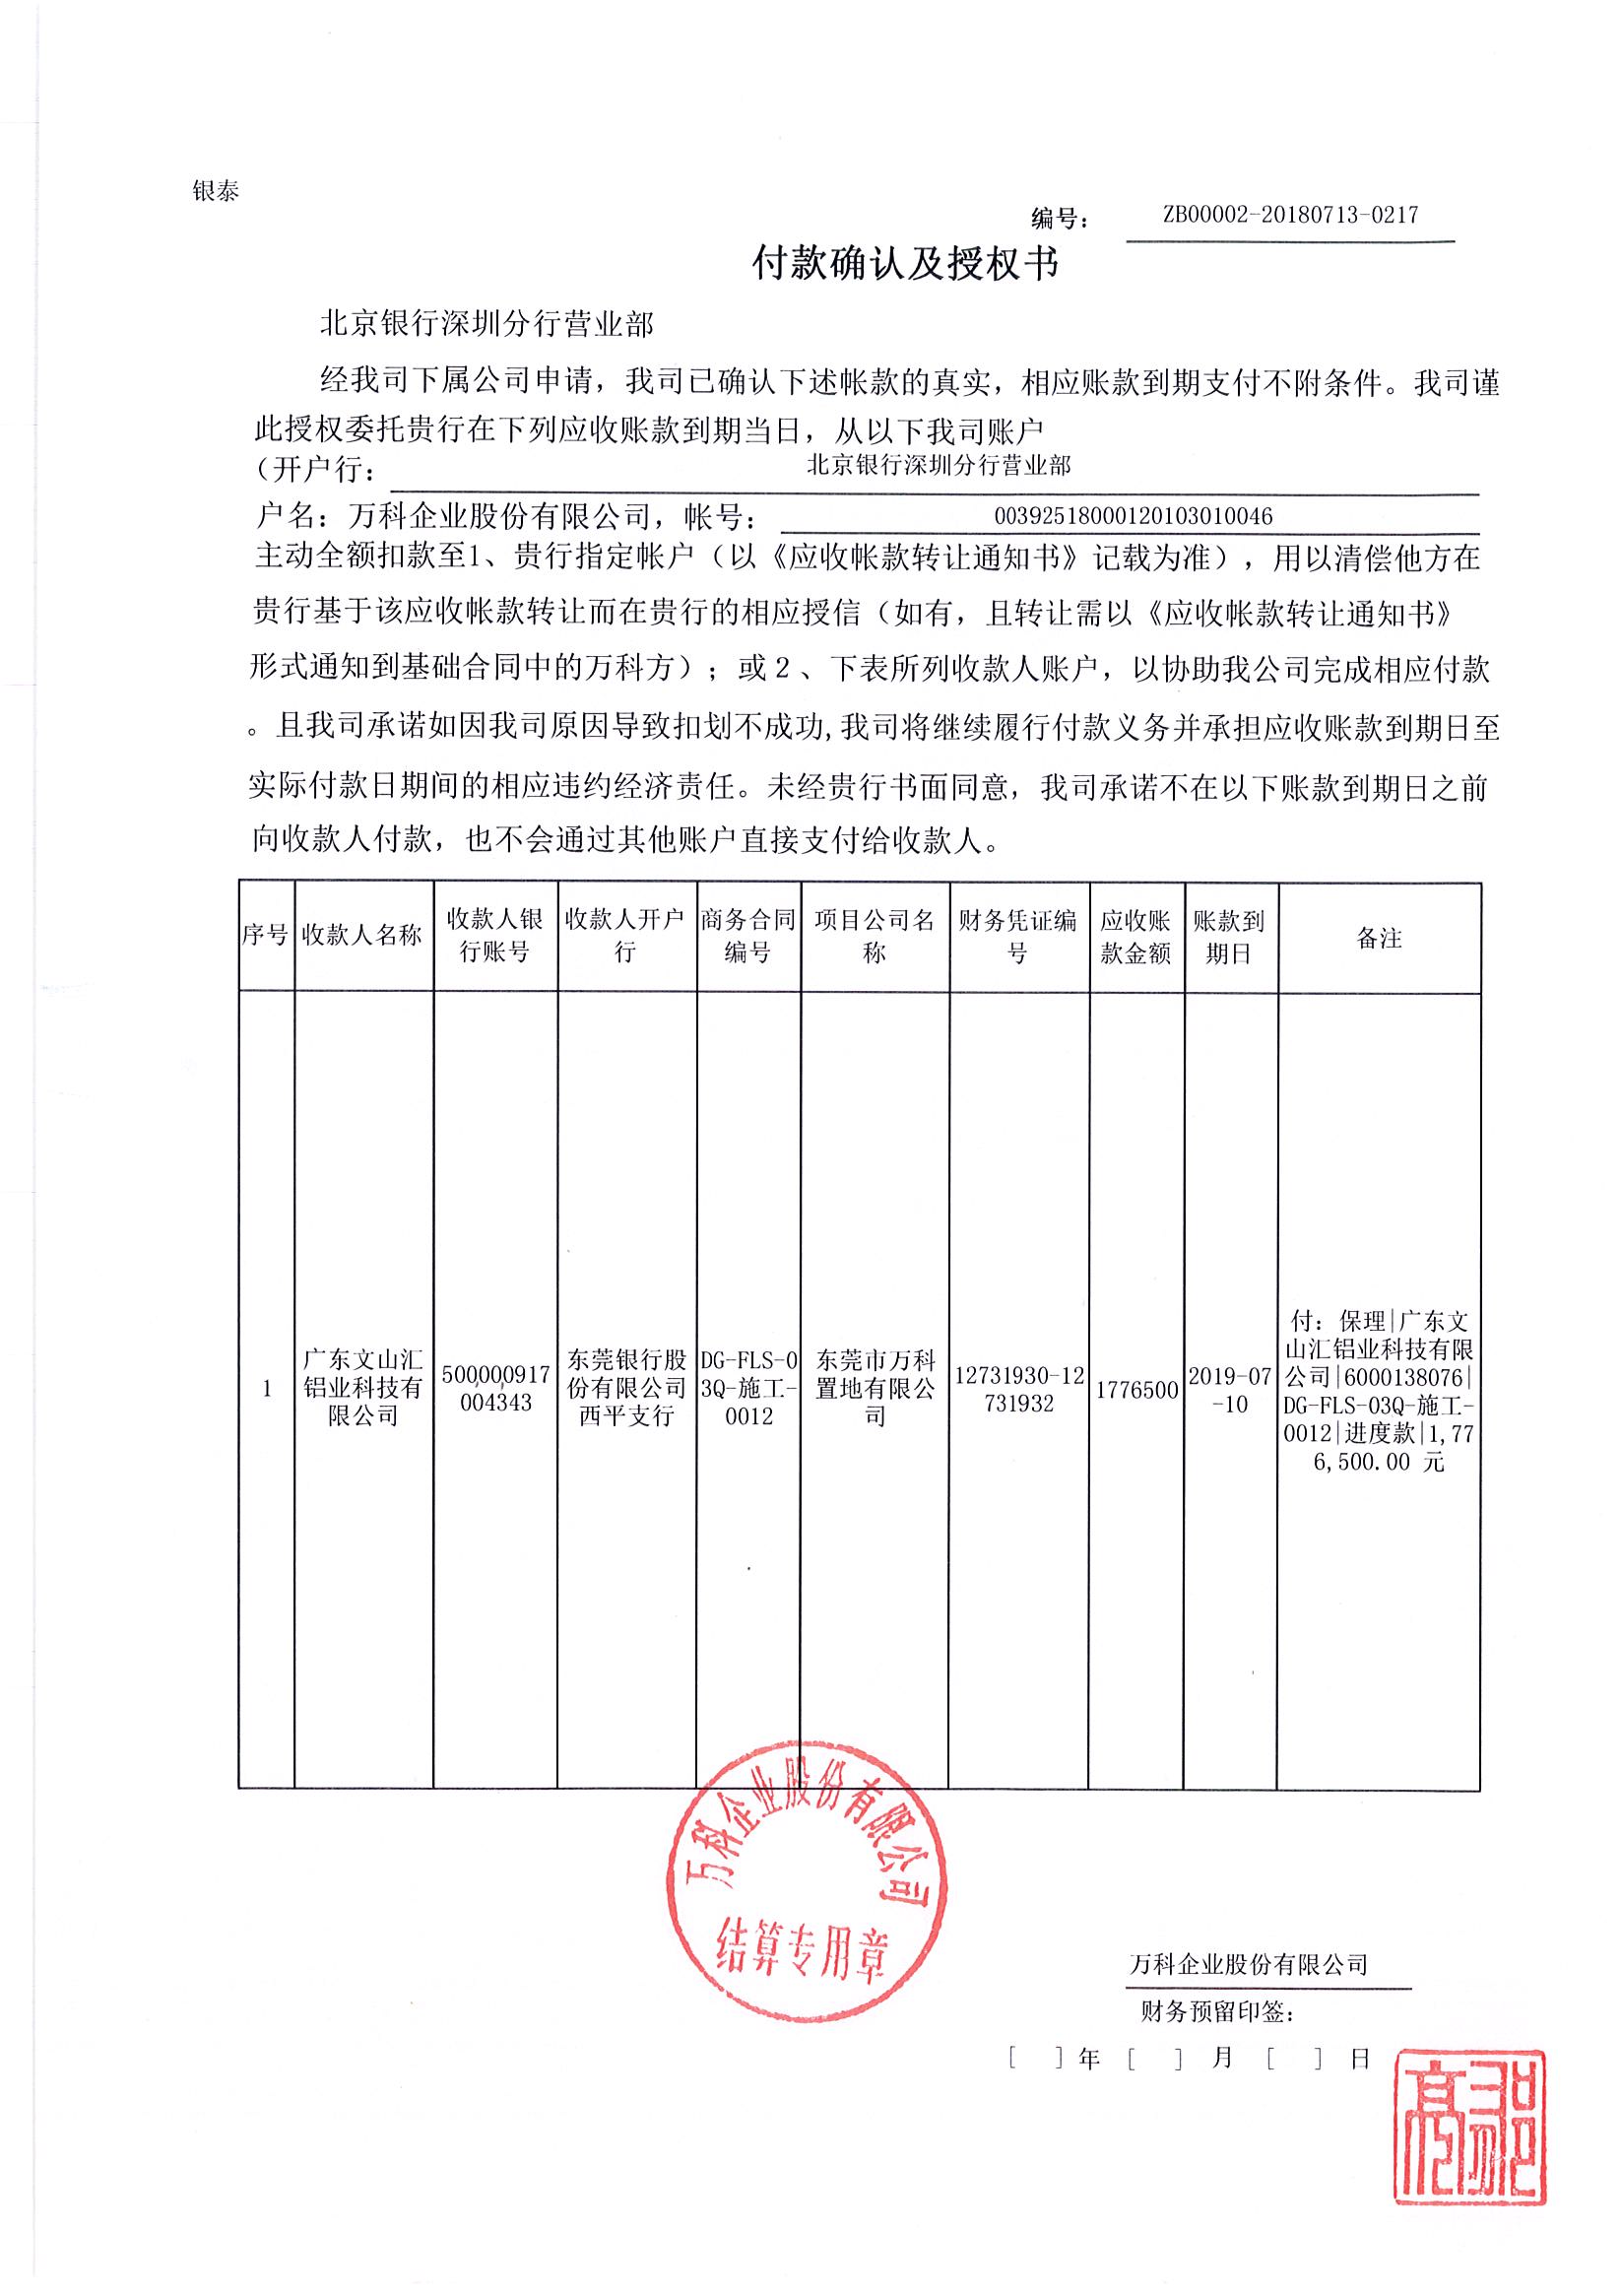 银泰
编号： ZB00002-20180713-0217
付款确认及授权书
北京银行深圳分行营业部
经我司下属公司申请，我司已确认下述帐款的真实，相应账款到期支付不附条件。我司谨
此授权委托贵行在下列应收账款到期当日，从以下我司账户
（开户行： 北京银行深圳分行营业部
户名：万科企业股份有限公司，帐号： 00392518000120103010046
主动全额扣款至1、贵行指定帐户（以《应收帐款转让通知书》记载为准），用以清偿他方在
贵行基于该应收帐款转让而在贵行的相应授信（如有，且转让需以《应收帐款转让通知书》
形式通知到基础合同中的万科方）；或2、下表所列收款人账户，以协助我公司完成相应付款
。且我司承诺如因我司原因导致扣划不成功,我司将继续履行付款义务并承担应收账款到期日至
实际付款日期间的相应违约经济责任。未经贵行书面同意，我司承诺不在以下账款到期日之前
向收款人付款，也不会通过其他账户直接支付给收款人。
序号
收款人名称
收款人银
行账号
收款人开户
行
商务合同
编号
项目公司名
称
财务凭证编
号
应收账
款金额
账款到
期日
备注
1
广东文山汇
铝业科技有
限公司
500000917
004343
东莞银行股
份有限公司
西平支行
DG-FLS-0
3Q-施工-
0012
东莞市万科
置地有限公
司
12731930-12
731932
1776500
2019-07
-10
付：保理|广东文
山汇铝业科技有限
公司|6000138076|
DG-FLS-03Q-施工-
0012|进度款|1,77
6,500.00 元
万科企业股份有限公司
结算专用章
万科企业股份有限公司
财务预留印签：
[ ]年 [ ] 月 [ ] 日